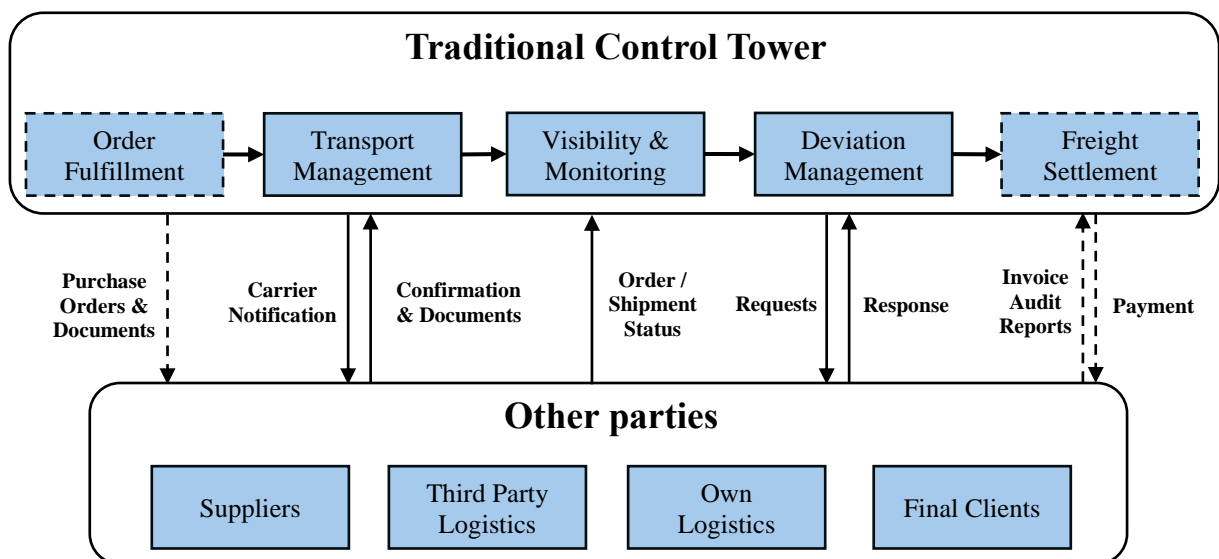 Traditional Control Tower
Order
Fulfillment
Transport
Management
Visibility &
Monitoring
Deviation
Management
Freight
Settlement
Purchase
Orders &
Documents
Carrier
Notification
Confirmation
& Documents
Order /
Shipment
Status
Requests
Response
Invoice
Audit
Reports
Payment
Other parties
Suppliers
Third Party
Logistics
Own
Logistics
Final Clients